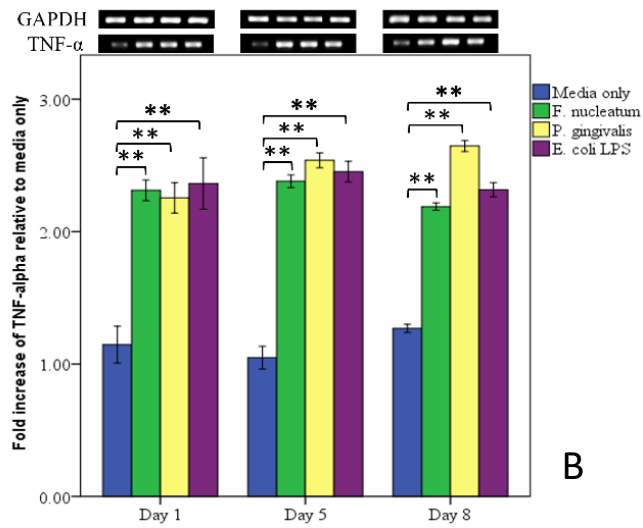 GAPDH
TNF-α
Fold increase of TNF-alpha relative to media only
3.00
2.00
1.00
0.00
**
**
**
**
**
**
**
**
**
Media only
F. nucleatum
P. gingivalis
E. coli LPS
B
Day 1
Day 5
Day 8